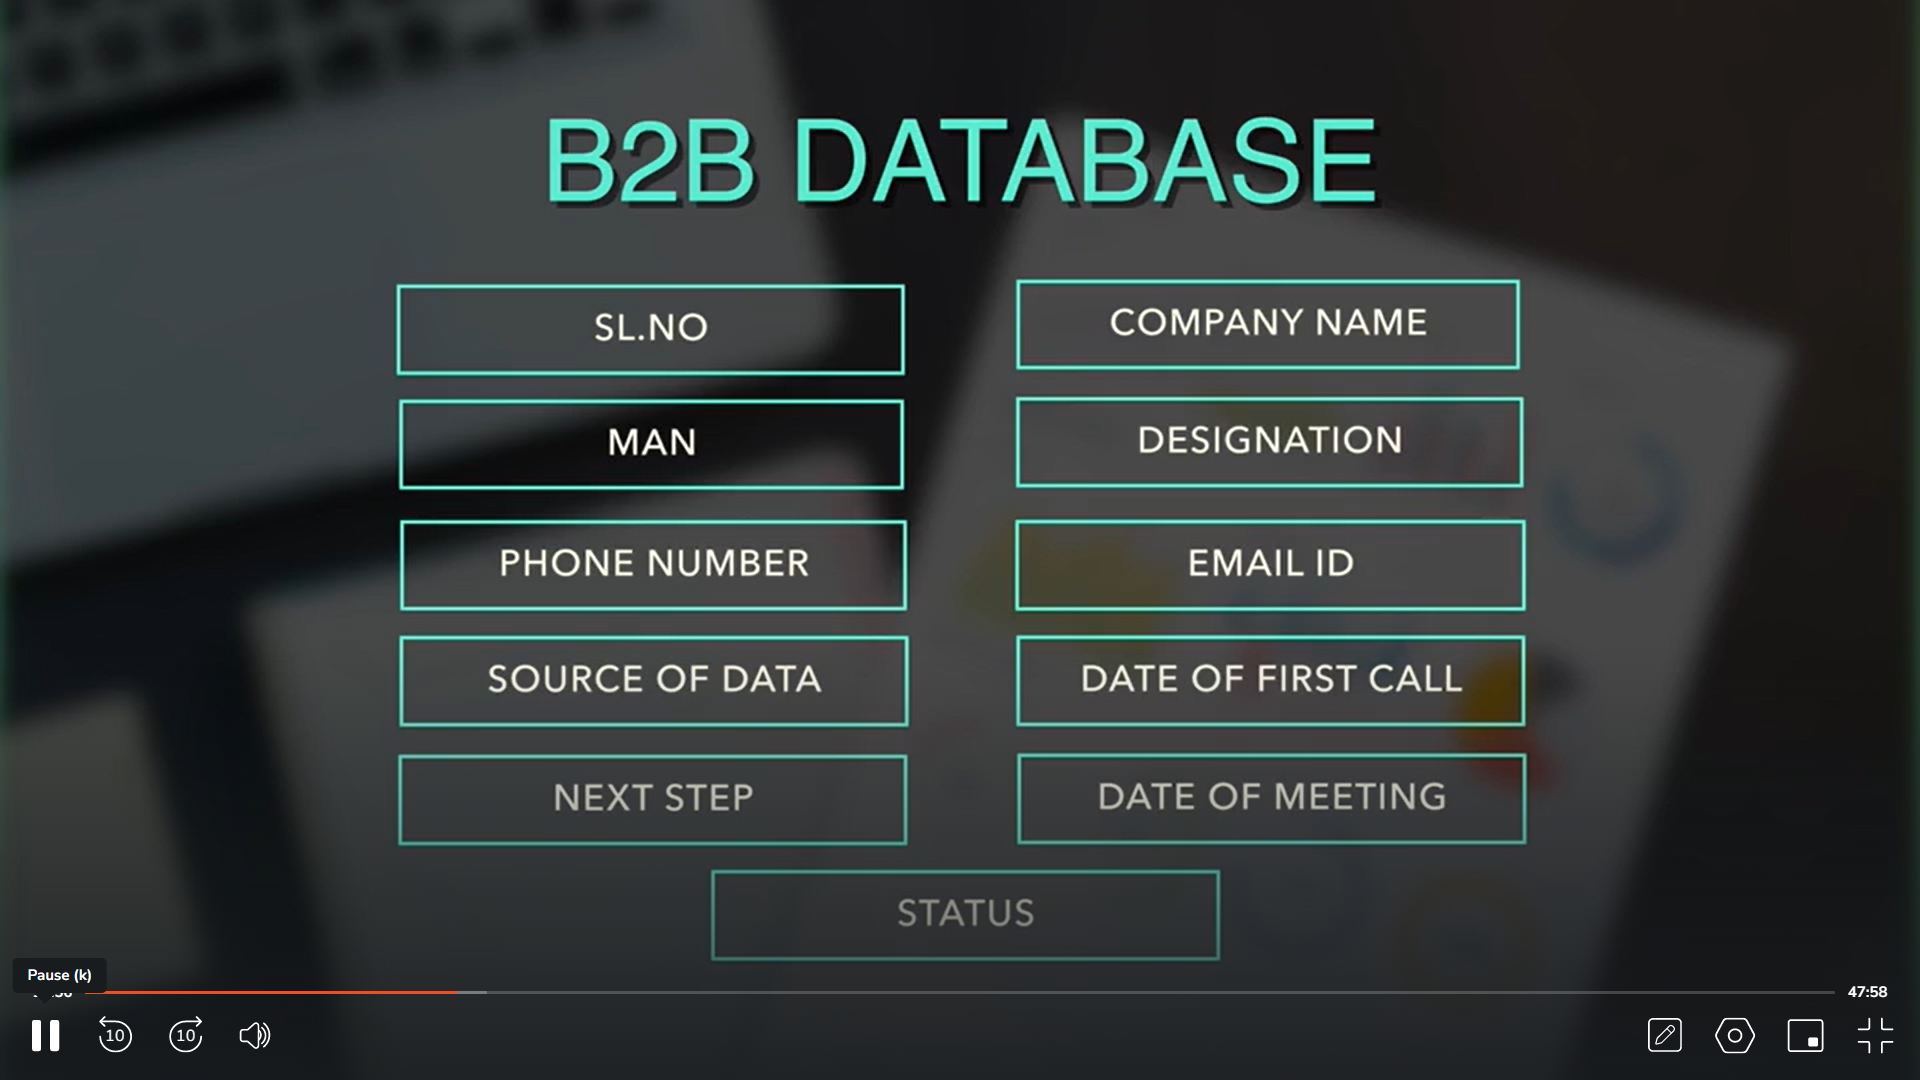 B2B DATABASE
SL.NO
COMPANY NAME
MAN
DESIGNATION
PHONE NUMBER
EMAIL ID
SOURCE OF DATA
DATE OF FIRST CALL
NEXT STEP
DATE OF MEETING
STATUS
Pause (k)
47:58
10
10